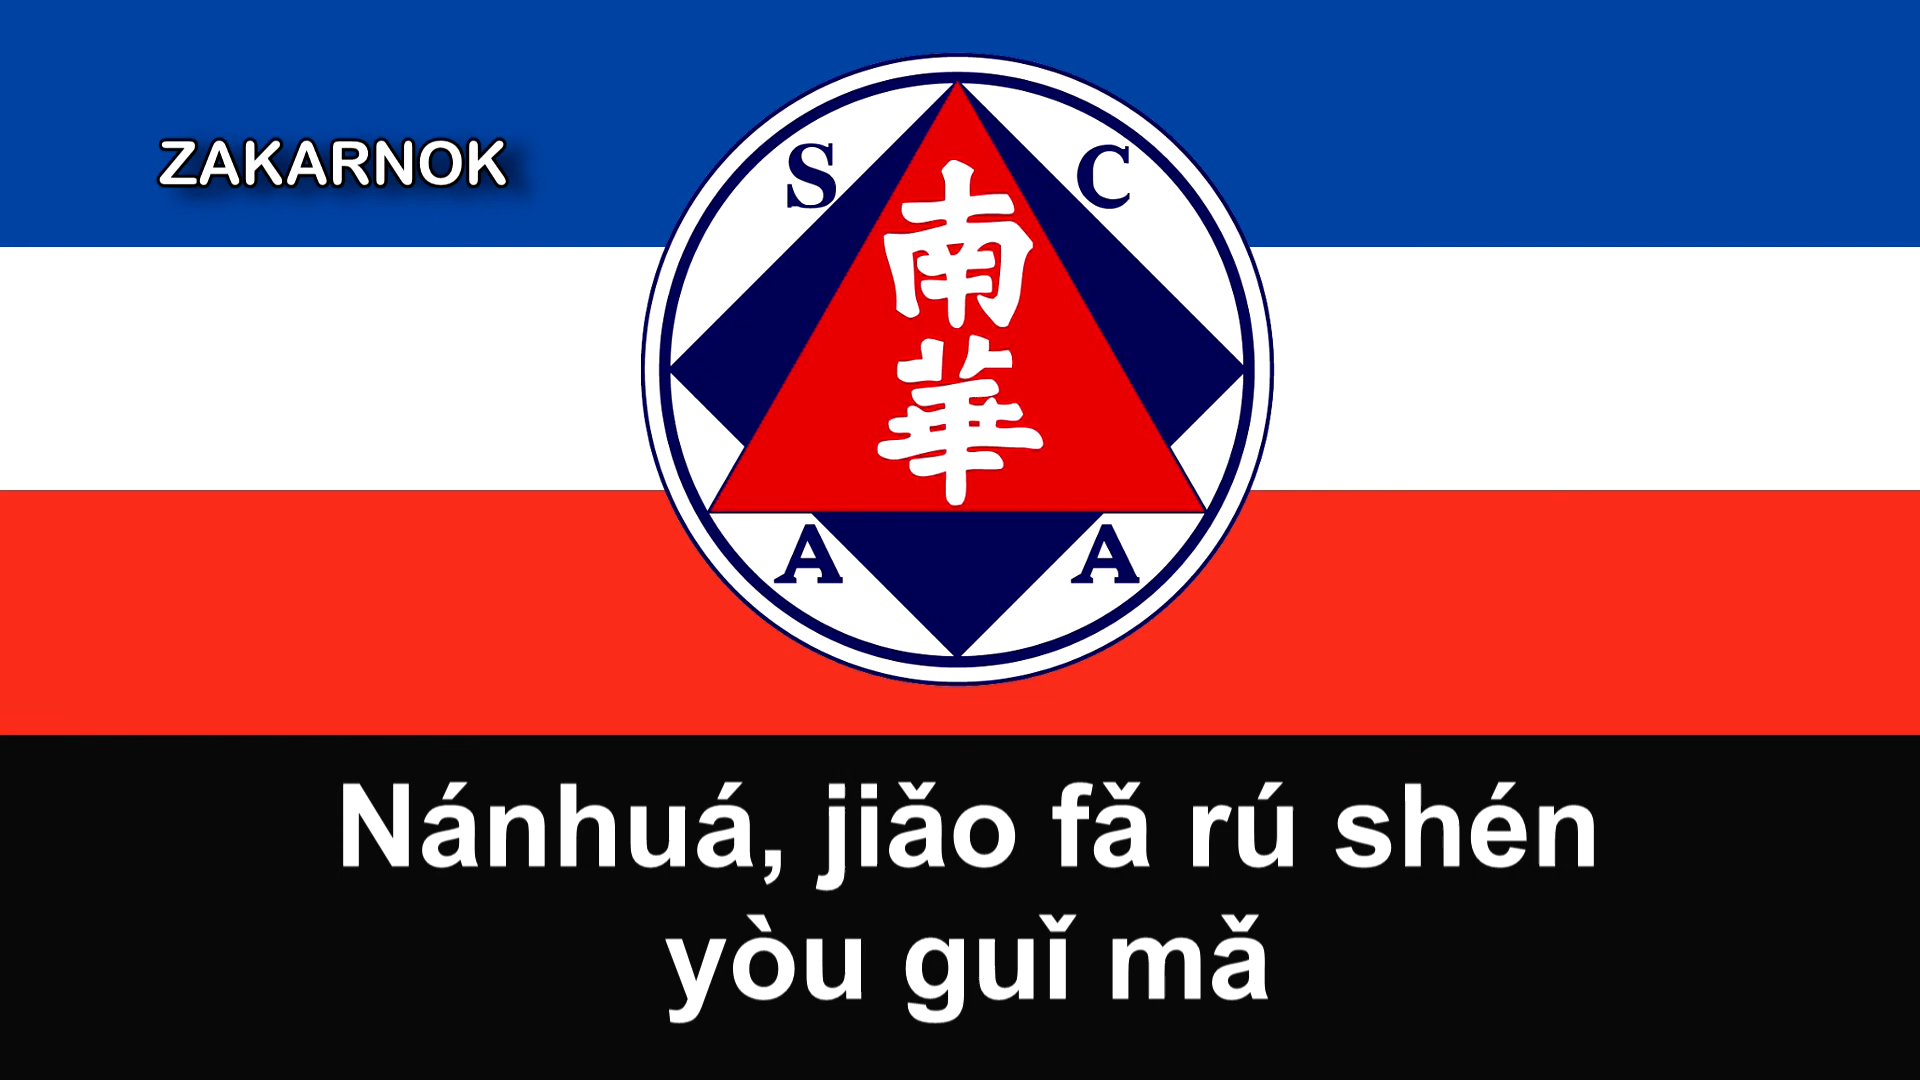 ZAKARNOK
S C
南
華
A A
Nánhuá, jiǎo fǎ rú shén
yòu guǐ mǎ